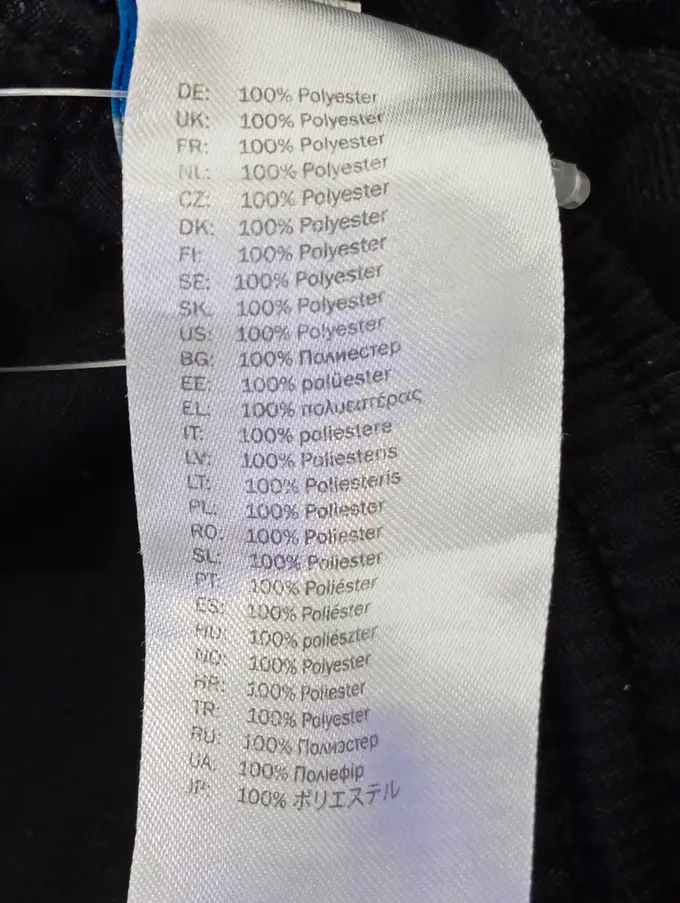 DE: 100% Polyester
UK: 100% Polyester
FR: 100% Polyester
NL: 100% Polyester
CZ: 100% Polyester
DK: 100% Polyester
FI: 100% Polyester
SE: 100% Polyester
SK: 100% Polyester
US: 100% Polyester
BG: 100% Полиестер
EE: 100% polüester
EL: 100% πολυεστέρας
IT: 100% poliestere
LV: 100% Poliesteris
LT: 100% Poliesteris
PL: 100% Poliester
RO: 100% Poliester
SL: 100% Poliester
PT: 100% Poliéster
ES: 100% Poliéster
HU: 100% poliészter
NO: 100% Polyester
HR: 100% Poliester
TR: 100% Polyester
RU: 100% Полиэстер
UA: 100% Поліефір
JP: 100% ポリエステル